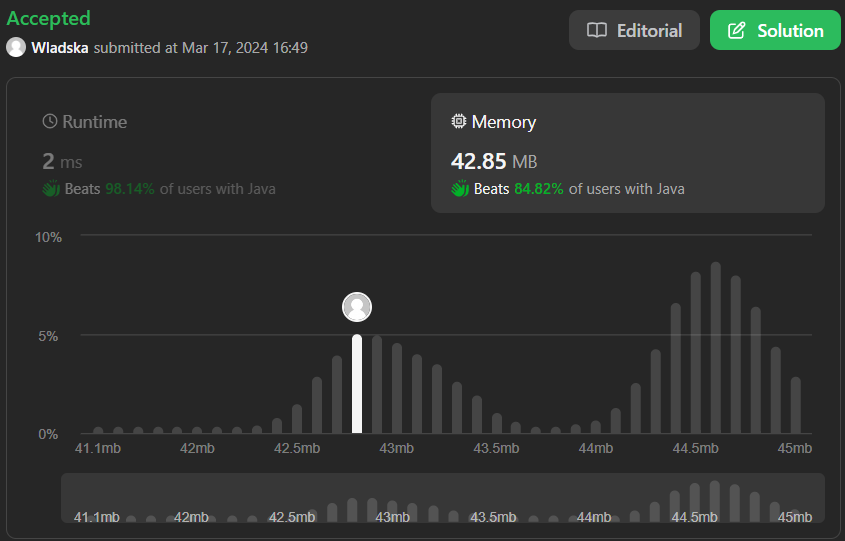 Accepted
Wladska submitted at Mar 17, 2024 16:49
Editorial
Solution
Runtime
2 ms
Beats 98.14% of users with Java
Memory
42.85 MB
Beats 84.82% of users with Java
10%
5%
0%
41.1mb 42mb 42.5mb 43mb 43.5mb 44mb 44.5mb 45mb
41.1mb 42mb 42.5mb 43mb 43.5mb 44mb 44.5mb 45mb